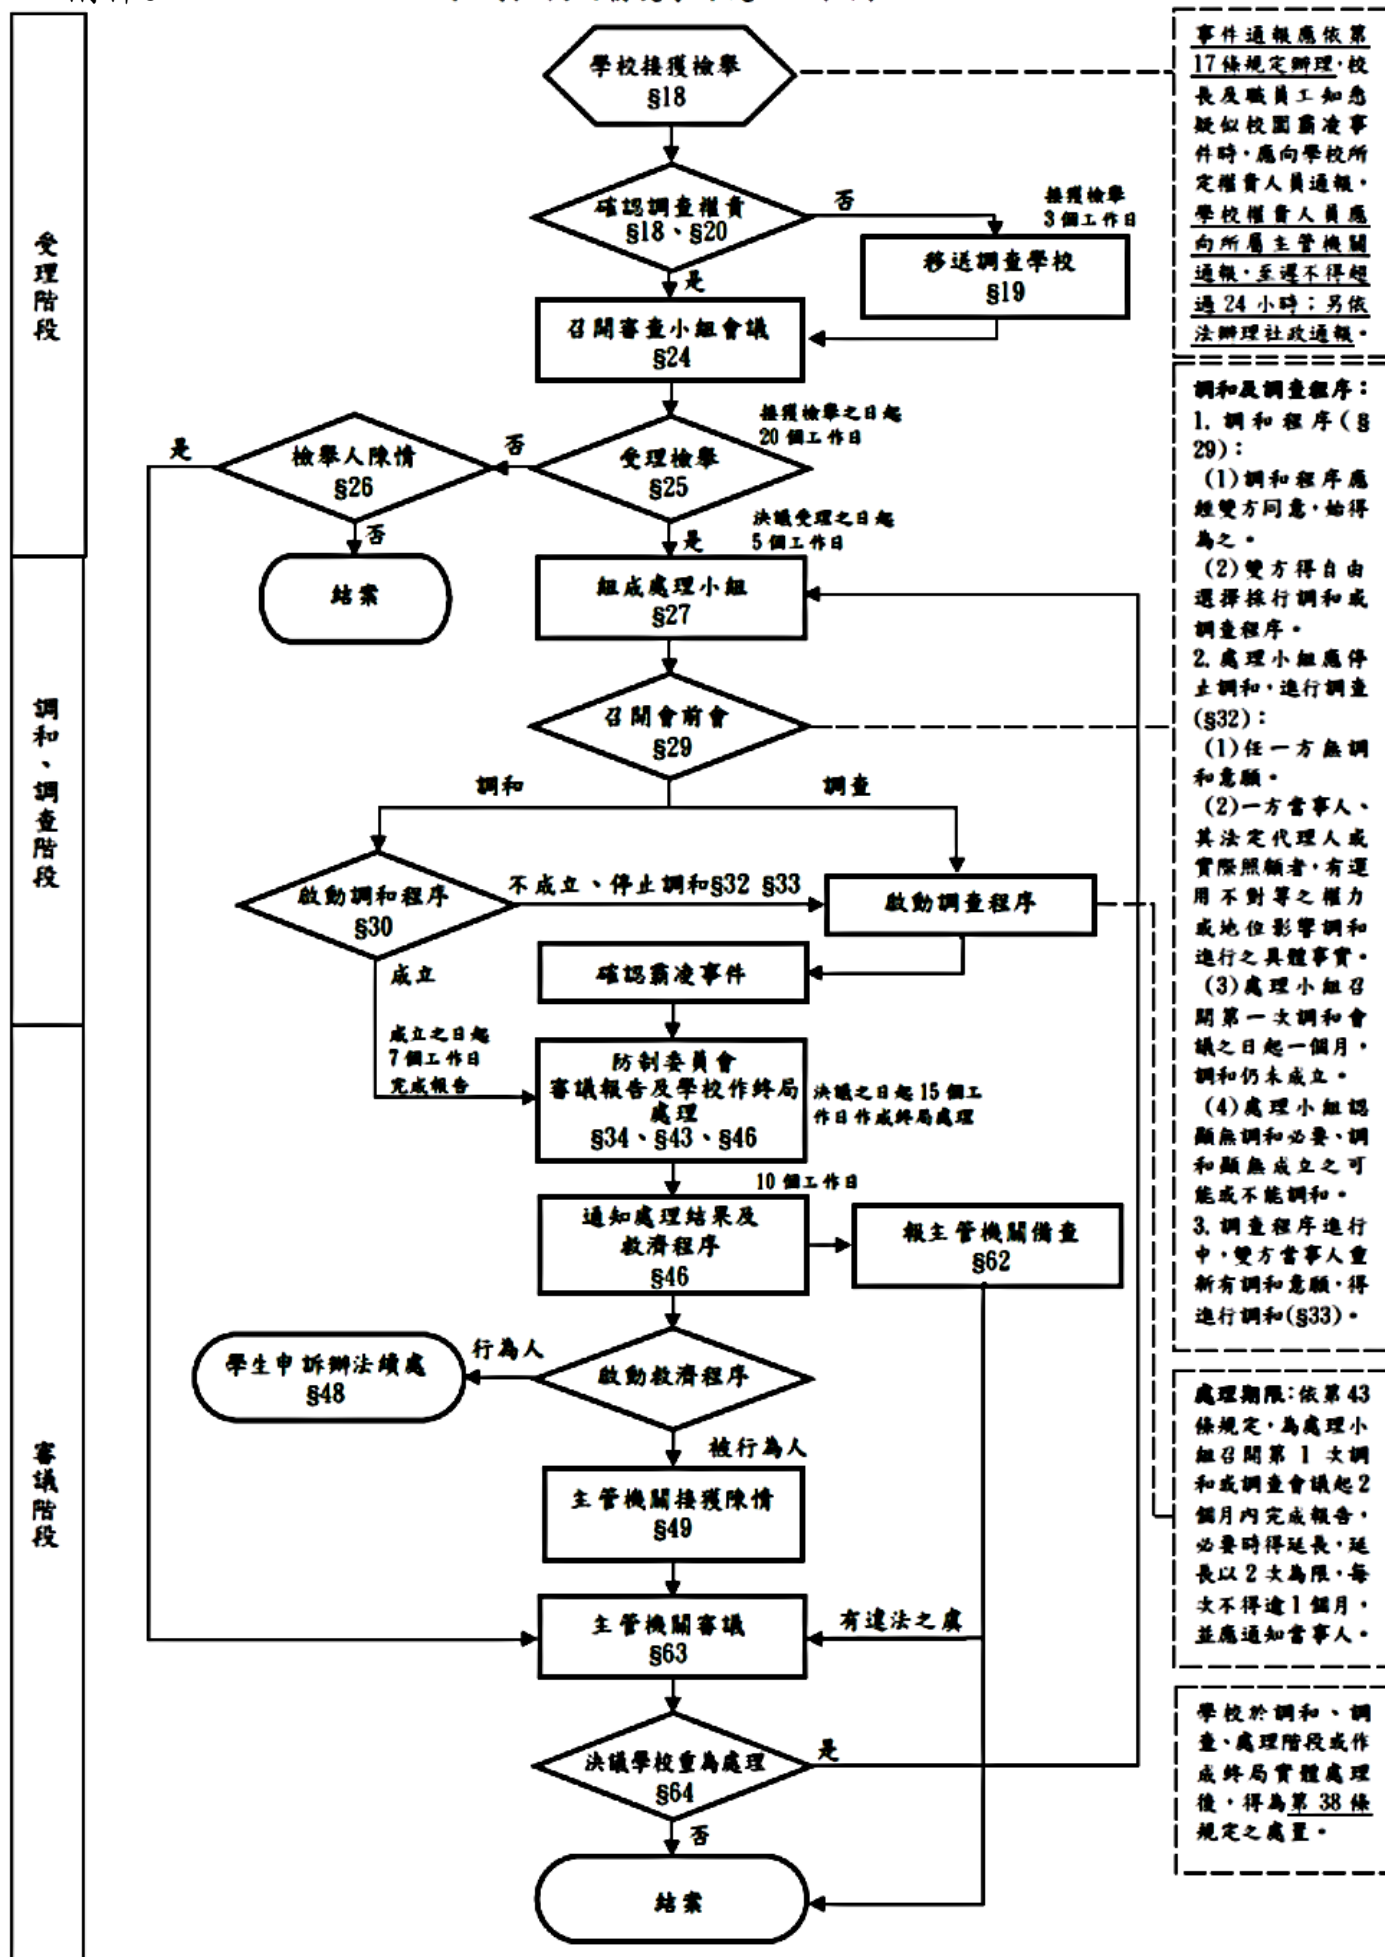 受理階段
調和、調查階段
審議階段
學校接獲檢舉
§18
確認調查權責
§18、§20
否
接獲檢舉
3 個工作日
移送調查學校
§19
是
召開審查小組會議
§24
接獲檢舉之日起
20 個工作日
受理檢舉
§25
否
檢舉人陳情
§26
是
否
結案
決議受理之日起
5 個工作日
是
組成處理小組
§27
召開會前會
§29
調和
調查
啟動調和程序
§30
不成立、停止調和§32 §33
啟動調查程序
成立
確認霸凌事件
成立之日起
7 個工作日
完成報告
防制委員會
審議報告及學校作終局
處理
§34、§43、§46
決議之日起 15 個工
作日作成終局處理
10 個工作日
通知處理結果及
救濟程序
§46
報主管機關備查
§62
啟動救濟程序
行為人
學生申訴辦法續處
§48
被行為人
主管機關接獲陳情
§49
主管機關審議
§63
有違法之虞
決議學校重為處理
§64
是
否
結案
事件通報應依第
17 條規定辦理,校
長及職員工知悉
疑似校園霸凌事
件時,應向學校所
定權責人員通報,
學校權責人員應
向所屬主管機關
通報,至遲不得超
過 24 小時;另依
法辦理社政通報。
調和及調查程序:
1. 調和程序(§
29):
(1)調和程序應
經雙方同意,始得
為之。
(2)雙方得自由
選擇採行調和或
調查程序。
2. 處理小組應停
止調和,進行調查
(§32):
(1)任一方無調
和意願。
(2)一方當事人、
其法定代理人或
實際照顧者,有運
用不對等之權力
或地位影響調和
進行之具體事實。
(3)處理小組召
開第一次調和會
議之日起一個月,
調和仍未成立。
(4)處理小組認
顯無調和必要、調
和顯無成立之可
能或不能調和。
3. 調查程序進行
中,雙方當事人重
新有調和意願,得
進行調和(§33)。
處理期限:依第 43
條規定,為處理小
組召開第 1 次調
和或調查會議起 2
個月內完成報告,
必要時得延長,延
長以 2 次為限,每
次不得逾 1 個月,
並應通知當事人。
學校於調和、調
查、處理階段或作
成終局實體處理
後,得為第 38 條
規定之處置。